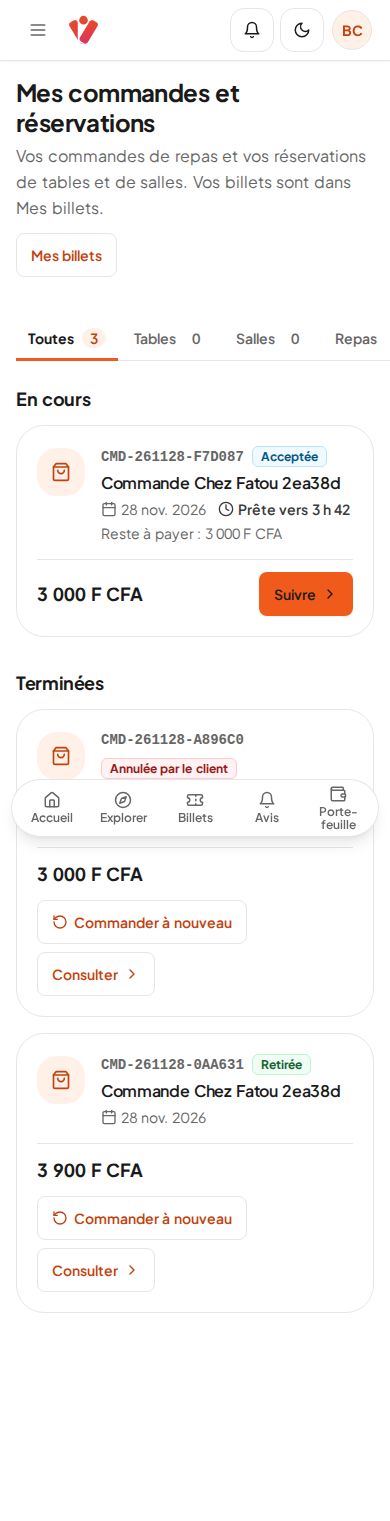 BC
Mes commandes et
réservations
Vos commandes de repas et vos réservations
de tables et de salles. Vos billets sont dans
Mes billets.
Mes billets
Toutes 3 Tables 0 Salles 0 Repas
En cours
CMD-261128-F7D087 Acceptée
Commande Chez Fatou 2ea38d
28 nov. 2026 Prête vers 3 h 42
Reste à payer : 3 000 F CFA
3 000 F CFA Suivre
Terminées
CMD-261128-A896C0
Annulée par le client
Accueil Explorer Billets Avis Porte-
feuille
3 000 F CFA
Commander à nouveau
Consulter
CMD-261128-0AA631 Retirée
Commande Chez Fatou 2ea38d
28 nov. 2026
3 900 F CFA
Commander à nouveau
Consulter